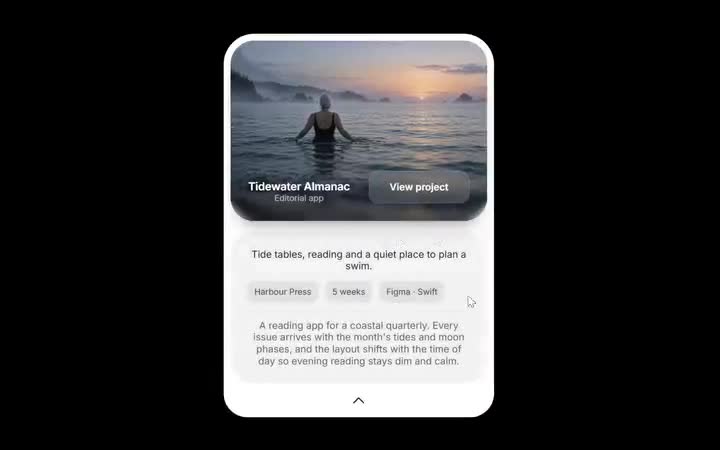 Tidewater Almanac
Editorial app
View project
Tide tables, reading and a quiet place to plan a
swim.
Harbour Press
5 weeks
Figma · Swift
A reading app for a coastal quarterly. Every
issue arrives with the month's tides and moon
phases, and the layout shifts with the time of
day so evening reading stays dim and calm.